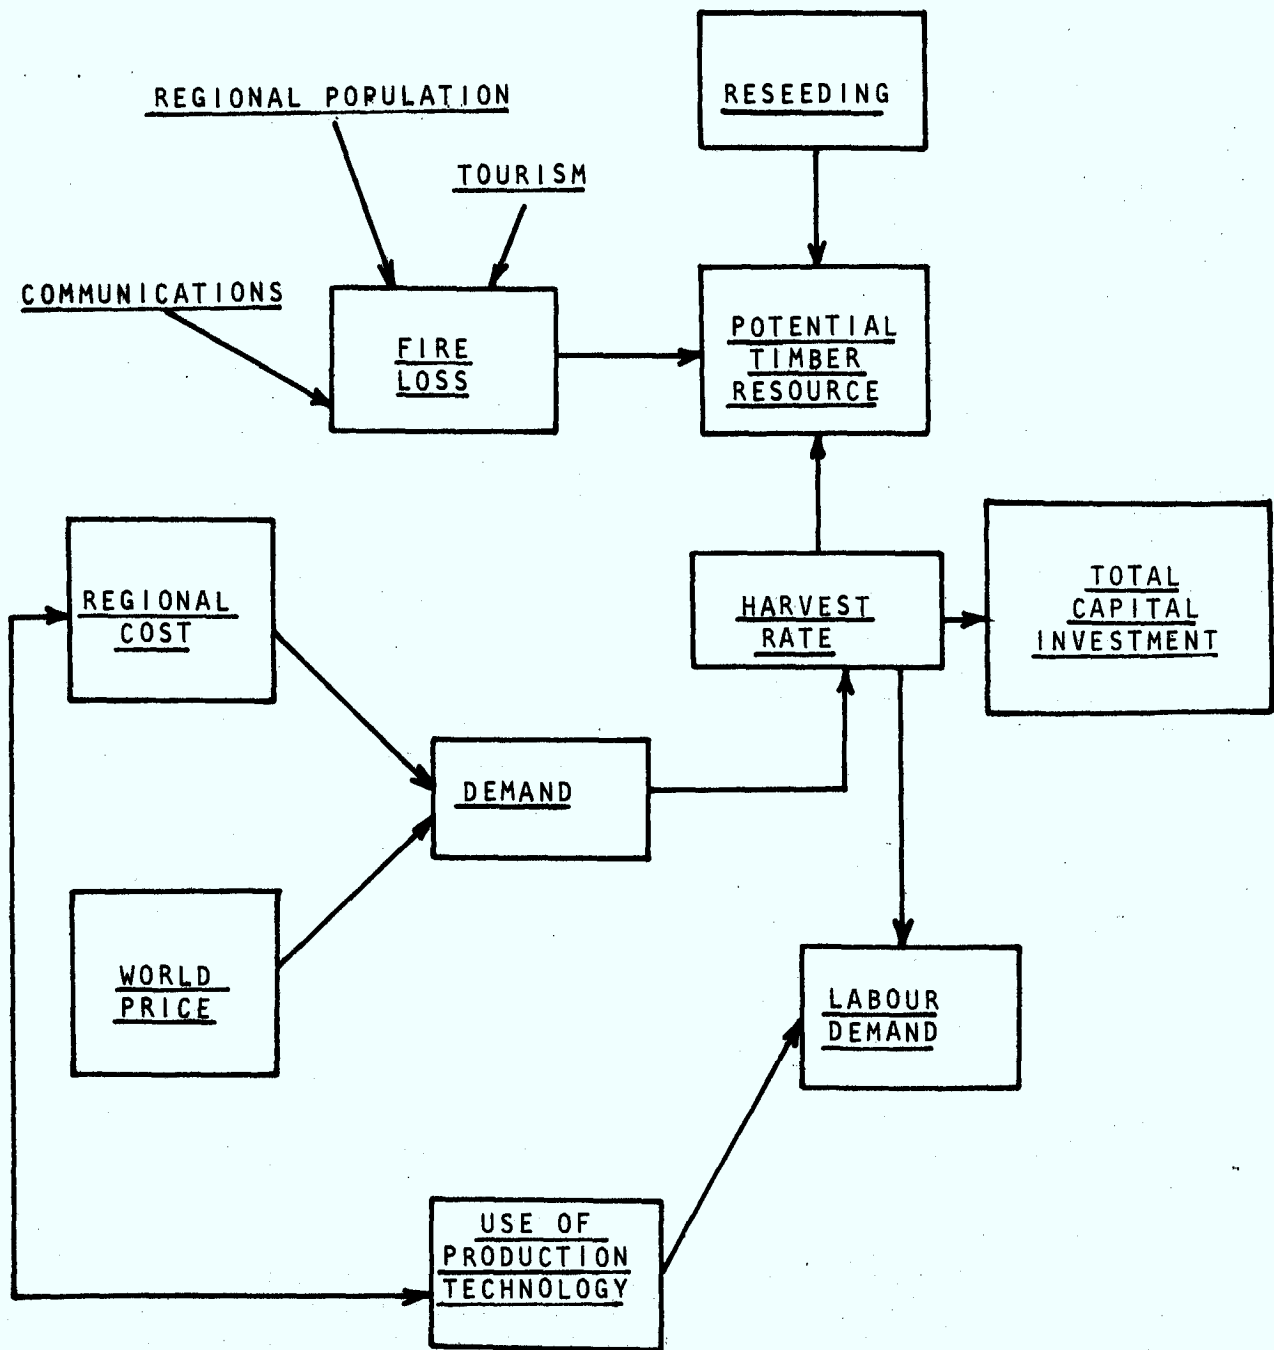 RESEEDING
REGIONAL POPULATION
TOURISM
COMMUNICATIONS
FIRE
LOSS
POTENTIAL
TIMBER
RESOURCE
REGIONAL
COST
HARVEST
RATE
TOTAL
CAPITAL
INVESTMENT
DEMAND
WORLD
PRICE
LABOUR
DEMAND
USE OF
PRODUCTION
TECHNOLOGY